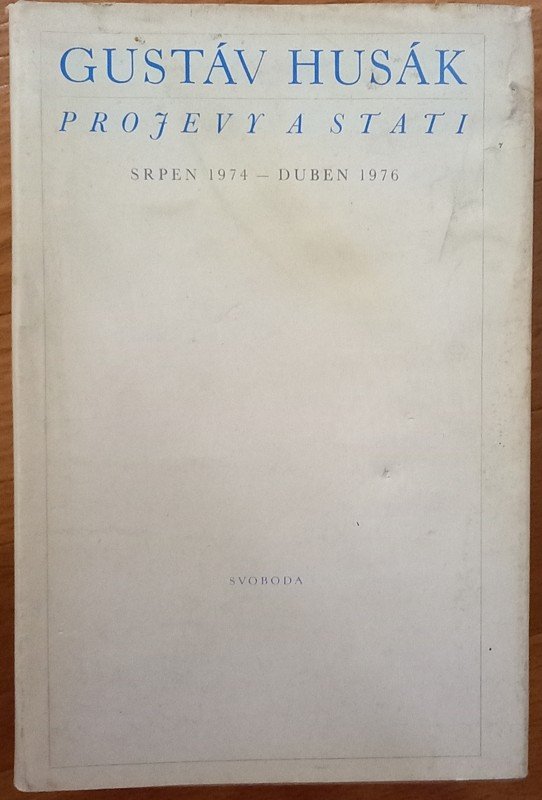 GUSTÁV HUSÁK
PROJEVY A STATI
SRPEN 1974 – DUBEN 1976
SVOBODA